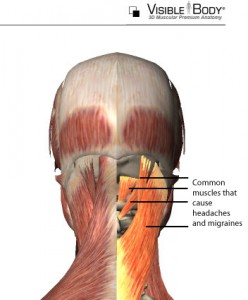 VISIBLE BODY®
3D Muscular Premium Anatomy
Common
muscles that
cause
headaches
and migraines